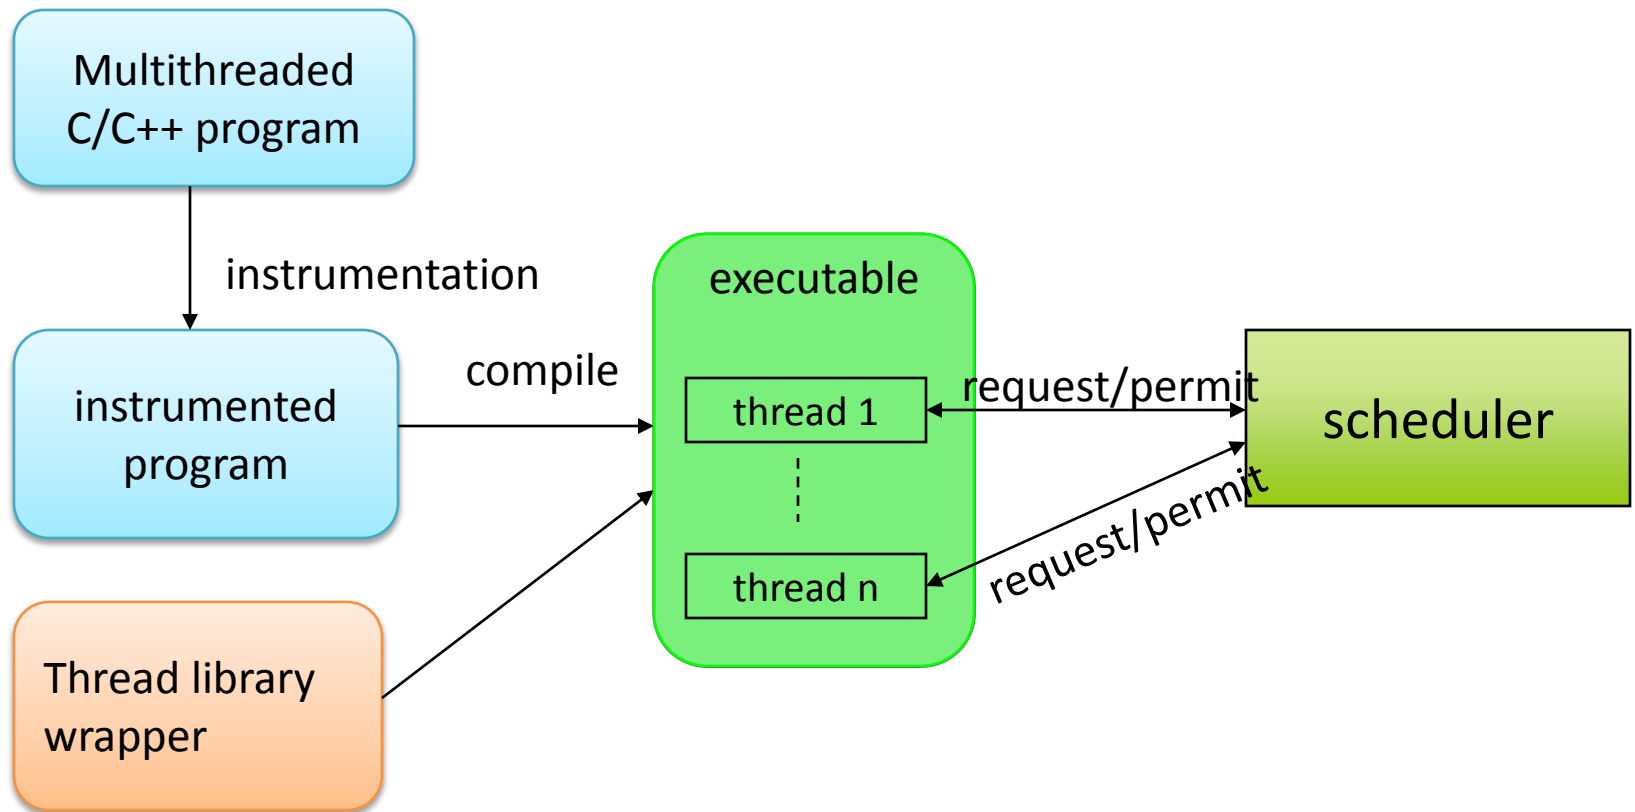 Multithreaded
C/C++ program
instrumentation
instrumented
program
compile
Thread library
wrapper
executable
thread 1
thread n
request/permit
request/permit
scheduler